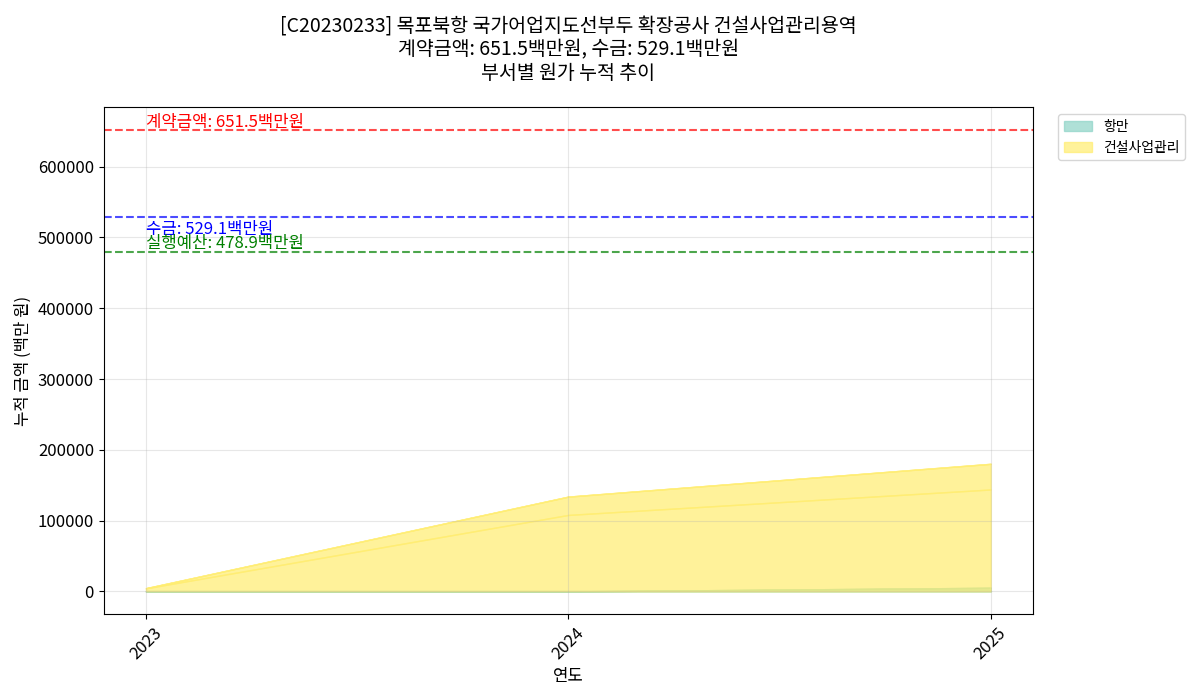 [C20230233] 목포북항 국가어업지도선부두 확장공사 건설사업관리용역
계약금액: 651.5백만원, 수금: 529.1백만원
부서별 원가 누적 추이
계약금액: 651.5백만원
수금: 529.1백만원
실행예산: 478.9백만원
항만
건설사업관리
누적 금액 (백만 원)
600000
500000
400000
300000
200000
100000
0
2023
2024
2025
연도